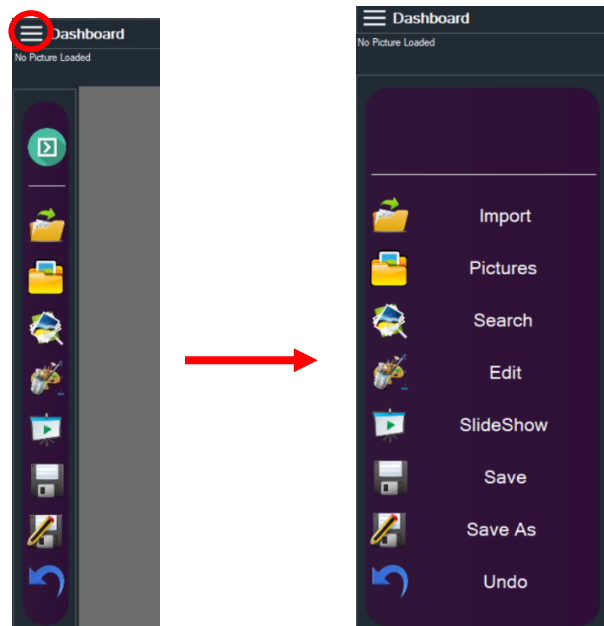 Dashboard
No Picture Loaded
Dashboard
No Picture Loaded
Import
Pictures
Search
Edit
SlideShow
Save
Save As
Undo